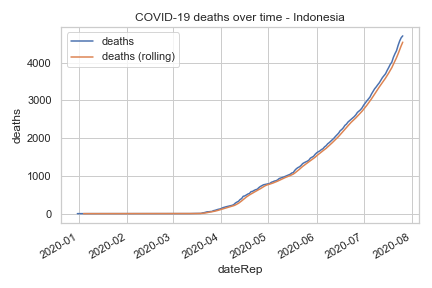 COVID-19 deaths over time - Indonesia
deaths
deaths (rolling)
deaths
4000
3000
2000
1000
0
2020-01
2020-02
2020-03
2020-04
2020-05
2020-06
2020-07
2020-08
dateRep